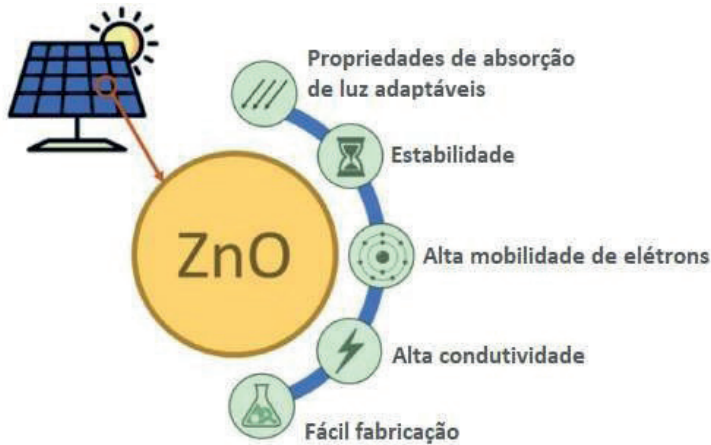 Propriedades de absorção
de luz adaptáveis
Estabilidade
ZnO
Alta mobilidade de elétrons
Alta condutividade
Fácil fabricação